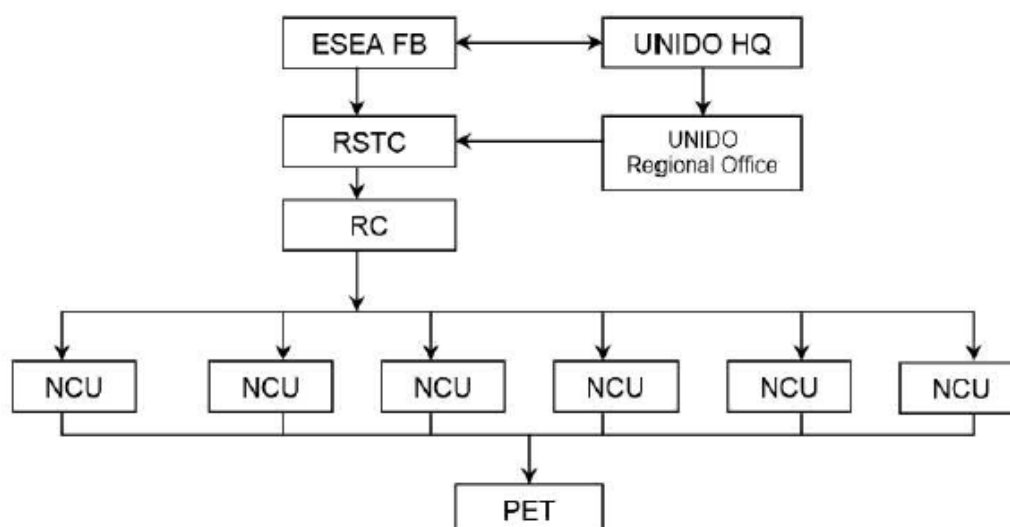 ESEA FB
UNIDO HQ
RSTC
UNIDO
Regional Office
RC
NCU
NCU
NCU
NCU
NCU
NCU
PET